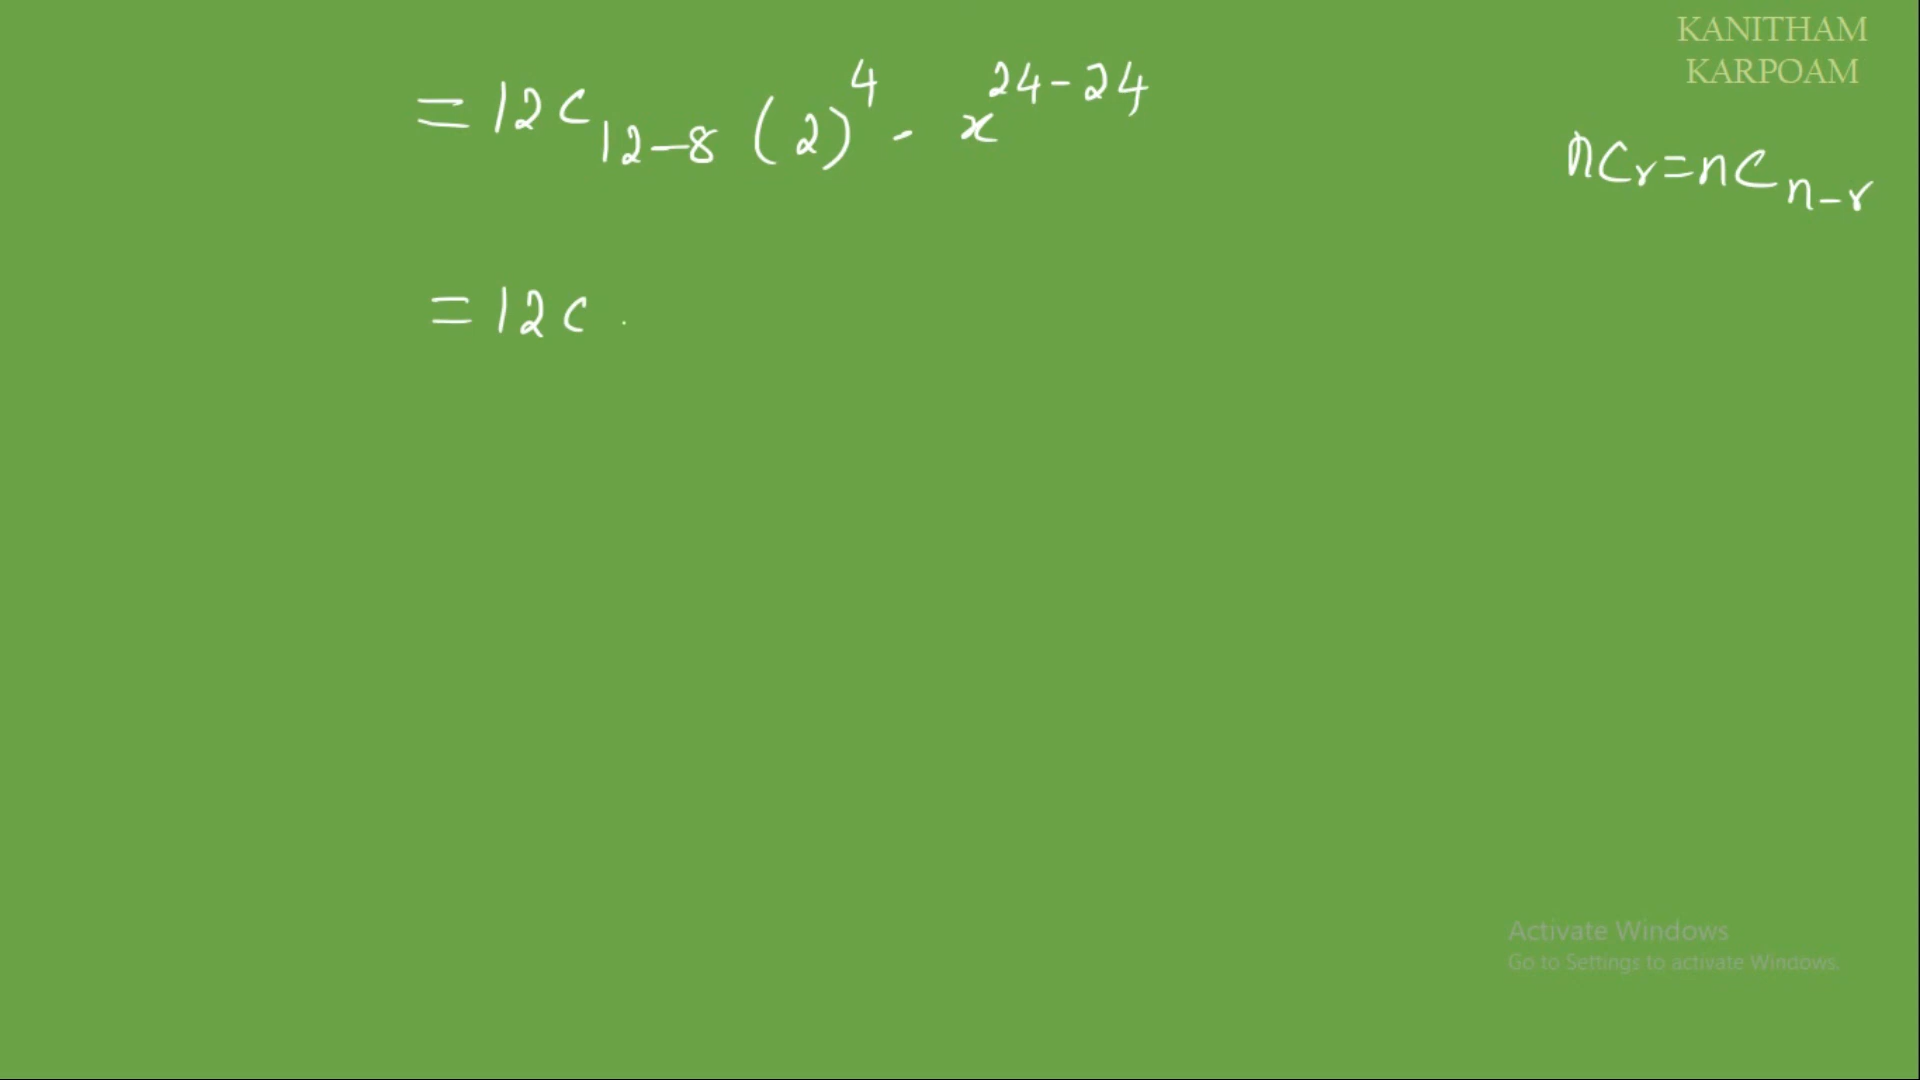 KANITHAM
KARPOAM
= 12C₁₂₋₈ (2)⁴ · x²⁴⁻²⁴
nCᵣ = nCₙ₋ᵣ
= 12C
Activate Windows
Go to Settings to activate Windows.